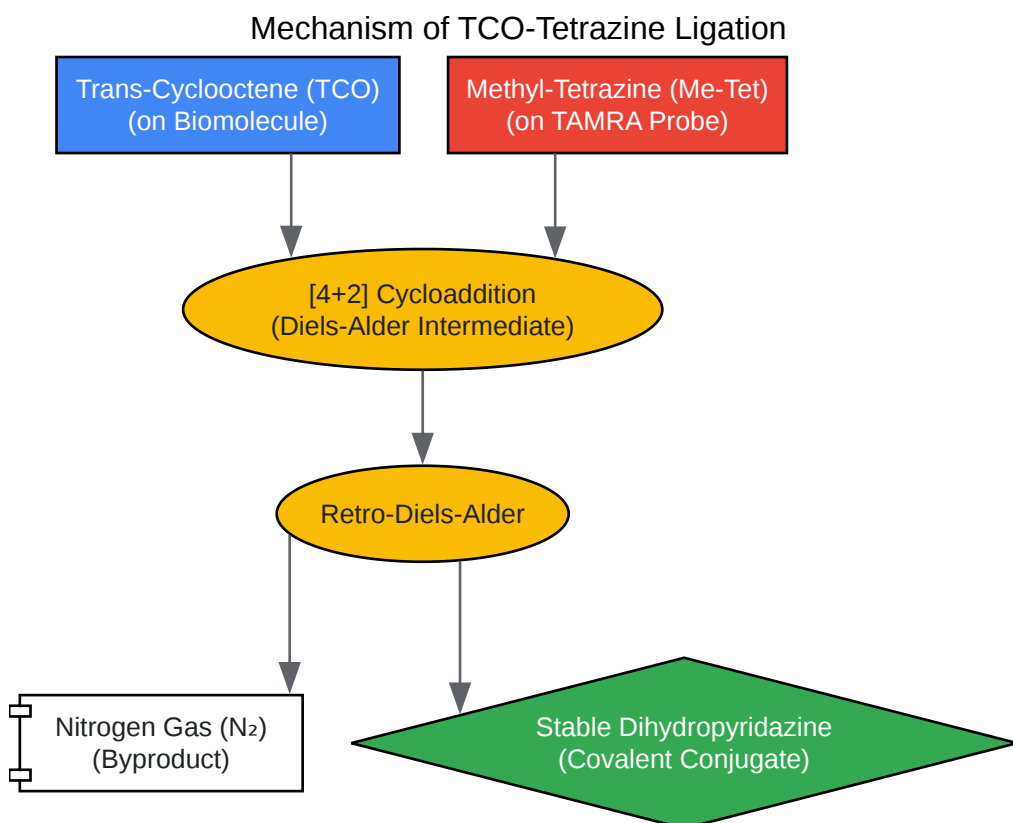 Mechanism of TCO-Tetrazine Ligation
Trans-Cyclooctene (TCO)
(on Biomolecule)
Methyl-Tetrazine (Me-Tet)
(on TAMRA Probe)
[4+2] Cycloaddition
(Diels-Alder Intermediate)
Retro-Diels-Alder
Nitrogen Gas (N₂)
(Byproduct)
Stable Dihydropyridazine
(Covalent Conjugate)